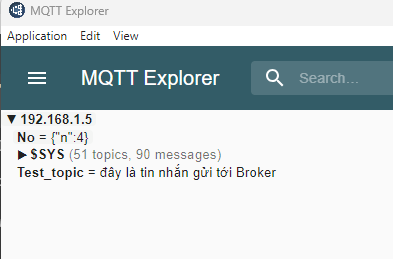 MQTT Explorer
Application Edit View
MQTT Explorer Search...
▼ 192.168.1.5
No = {"n":4}
▶ $SYS (51 topics, 90 messages)
Test_topic = đây là tin nhắn gửi tới Broker